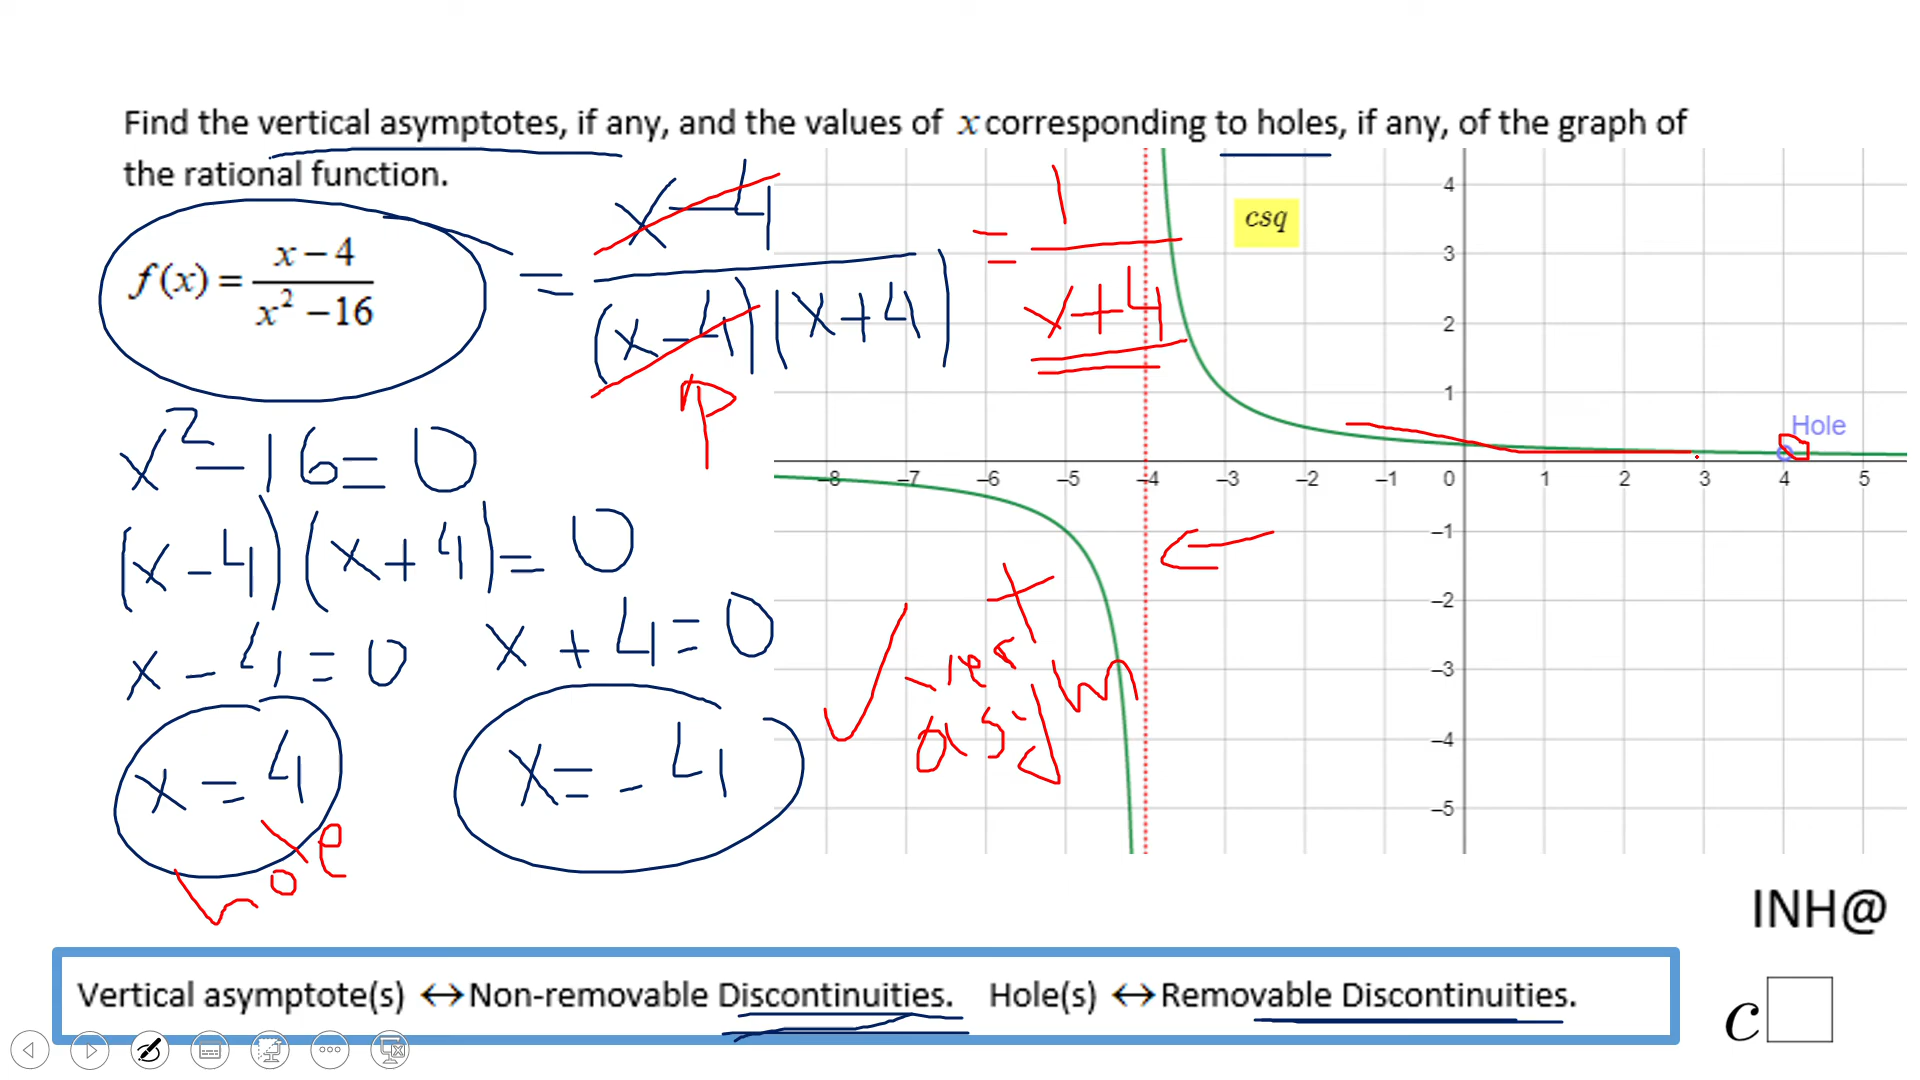 Find the vertical asymptotes, if any, and the values of x corresponding to holes, if any, of the graph of
the rational function.
f(x) = (x − 4)/(x² − 16) = (x − 4)/((x − 4)(x + 4)) = 1/(x + 4)
csq
x² − 16 = 0
(x − 4)(x + 4) = 0
x − 4 = 0 x + 4 = 0
x = 4 x = − 4
hole
asym
4
3
2
1
Hole
−8 −7 −6 −5 −4 −3 −2 −1 0 1 2 3 4 5
−1
−2
−3
−4
−5
INH@
Vertical asymptote(s) ↔ Non-removable Discontinuities. Hole(s) ↔ Removable Discontinuities.
c